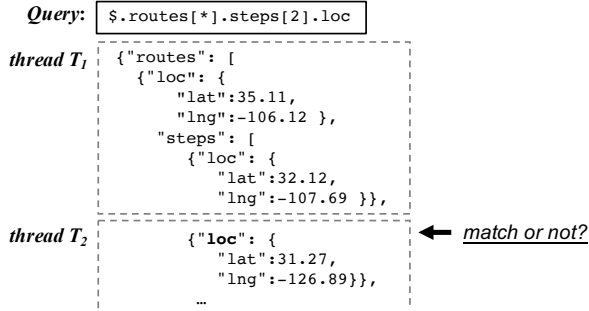 Query: $.routes[*].steps[2].loc
thread T1 {"routes": [
{"loc": {
"lat":35.11,
"lng":-106.12 },
"steps": [
{"loc": {
"lat":32.12,
"lng":-107.69 }},
thread T2 {"loc": { match or not?
"lat":31.27,
"lng":-126.89}},
…